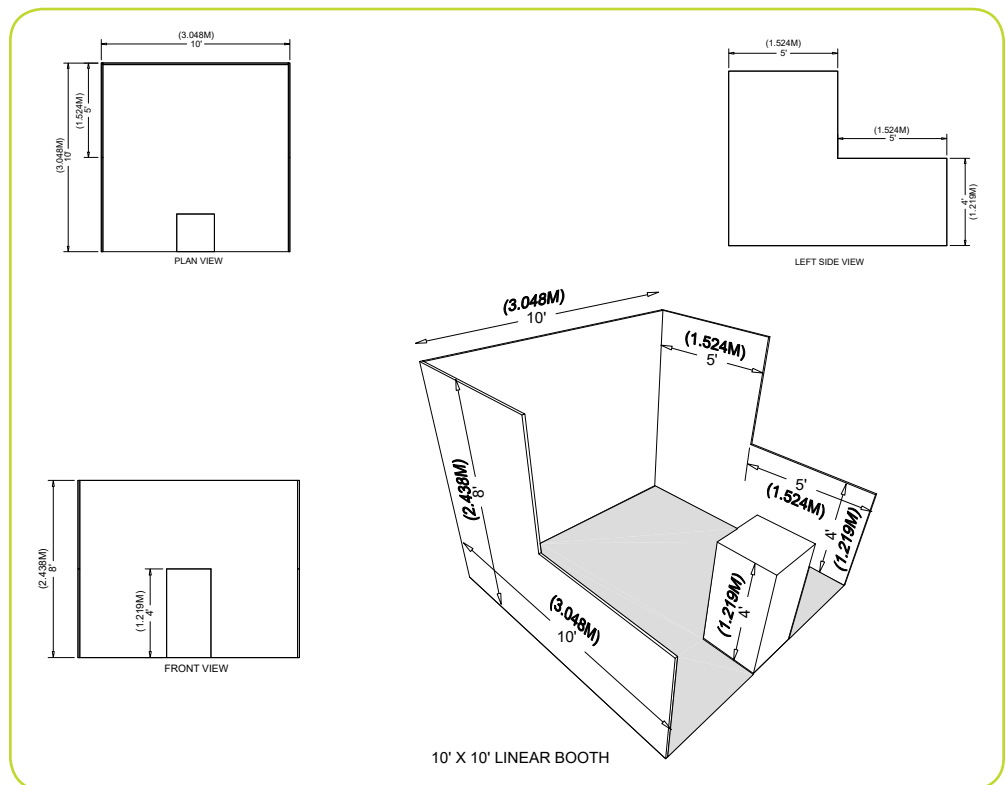 (3.048M)
10'
(1.524M)
5'
(3.048M)
10'
PLAN VIEW
(1.524M)
5'
(1.524M)
5'
4'
(1.219M)
LEFT SIDE VIEW
(3.048M)
10'
(1.524M)
5'
(2.438M)
8'
5'
(1.524M)
4'
(1.219M)
(1.219M)
4'
(3.048M)
10'
(2.438M)
8'
(1.219M)
4'
FRONT VIEW
10' X 10' LINEAR BOOTH